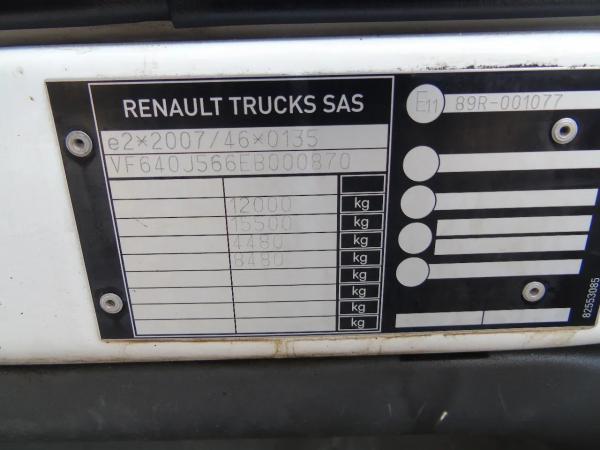 RENAULT TRUCKS SAS
e2*2007/46*0135
VF640J566EB000870
12000 kg
15500 kg
4480 kg
8480 kg
kg
kg
kg
E11 89R-001077
82553085